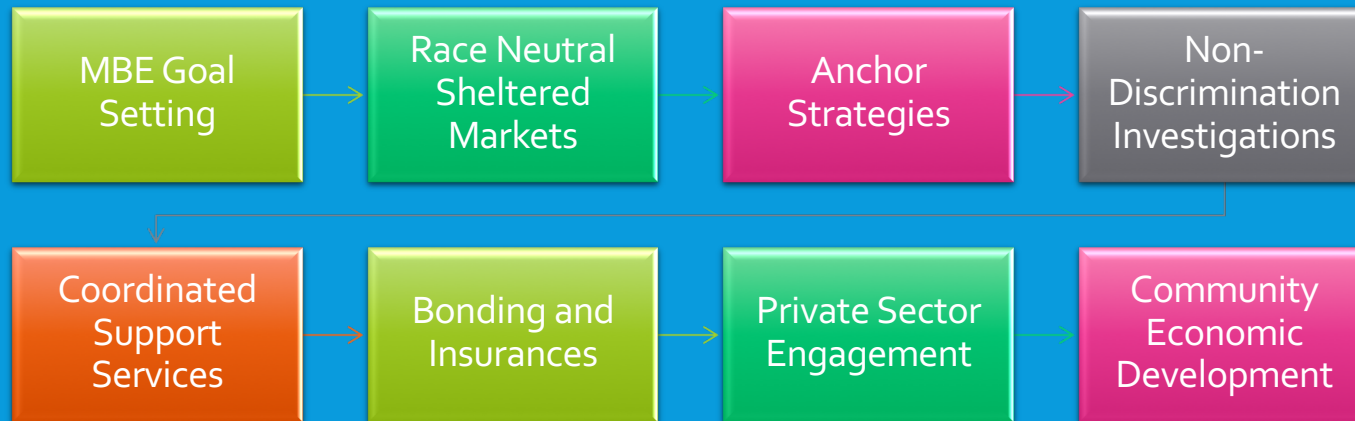 MBE Goal
Setting
Race Neutral
Sheltered
Markets
Anchor
Strategies
Non-
Discrimination
Investigations
Coordinated
Support
Services
Bonding and
Insurances
Private Sector
Engagement
Community
Economic
Development